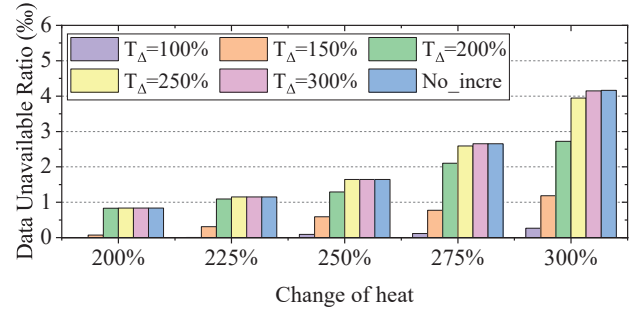 Data Unavailable Ratio (‰)
6
5
4
3
2
1
0
T_Δ=100% T_Δ=150% T_Δ=200%
T_Δ=250% T_Δ=300% No_incre
200% 225% 250% 275% 300%
Change of heat